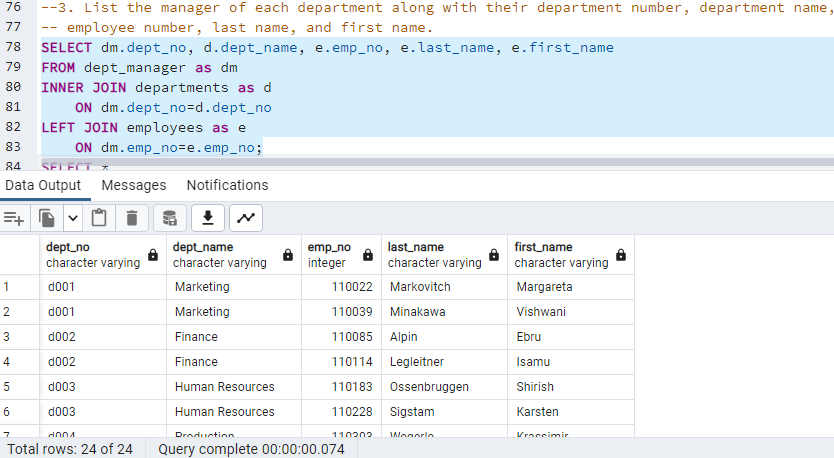 76 --3. List the manager of each department along with their department number, department name,
77 -- employee number, last name, and first name.
78 SELECT dm.dept_no, d.dept_name, e.emp_no, e.last_name, e.first_name
79 FROM dept_manager as dm
80 INNER JOIN departments as d
81 ON dm.dept_no=d.dept_no
82 LEFT JOIN employees as e
83 ON dm.emp_no=e.emp_no;
84 SELECT *
Data Output Messages Notifications
dept_no dept_name emp_no last_name first_name
character varying character varying integer character varying character varying
1 d001 Marketing 110022 Markovitch Margareta
2 d001 Marketing 110039 Minakawa Vishwani
3 d002 Finance 110085 Alpin Ebru
4 d002 Finance 110114 Legleitner Isamu
5 d003 Human Resources 110183 Ossenbruggen Shirish
6 d003 Human Resources 110228 Sigstam Karsten
7 d004 Production 110303 Wegerle Krassimir
Total rows: 24 of 24 Query complete 00:00:00.074